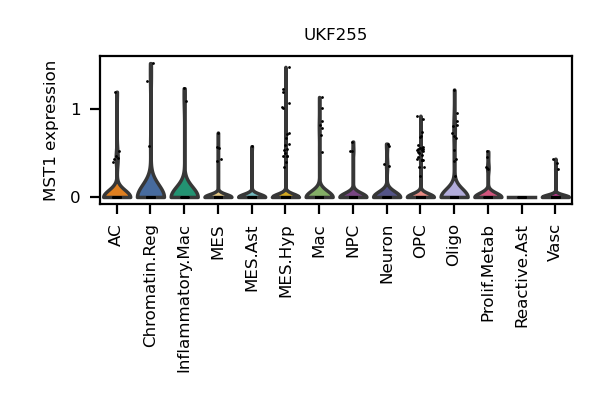 UKF255
MST1 expression
1
0
AC
Chromatin.Reg
Inflammatory.Mac
MES
MES.Ast
MES.Hyp
Mac
NPC
Neuron
OPC
Oligo
Prolif.Metab
Reactive.Ast
Vasc